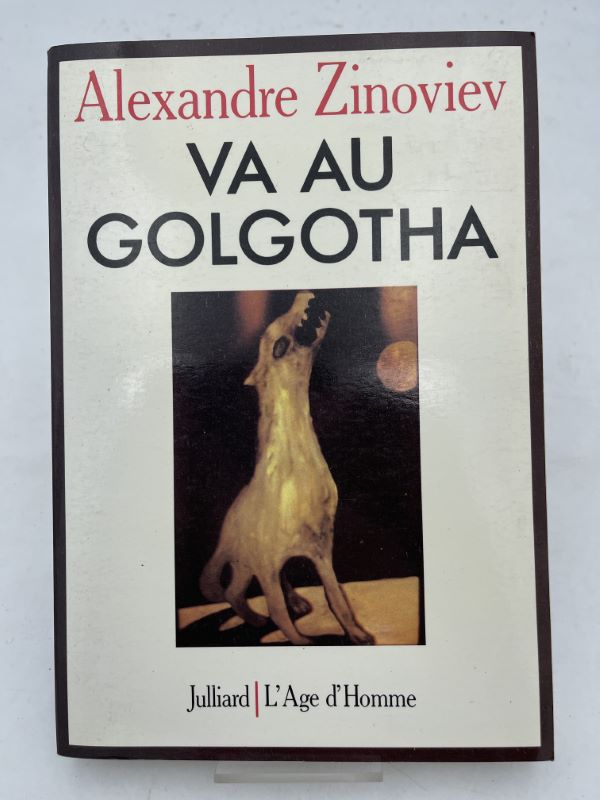 Alexandre Zinoviev
VA AU
GOLGOTHA
Julliard | L'Age d'Homme